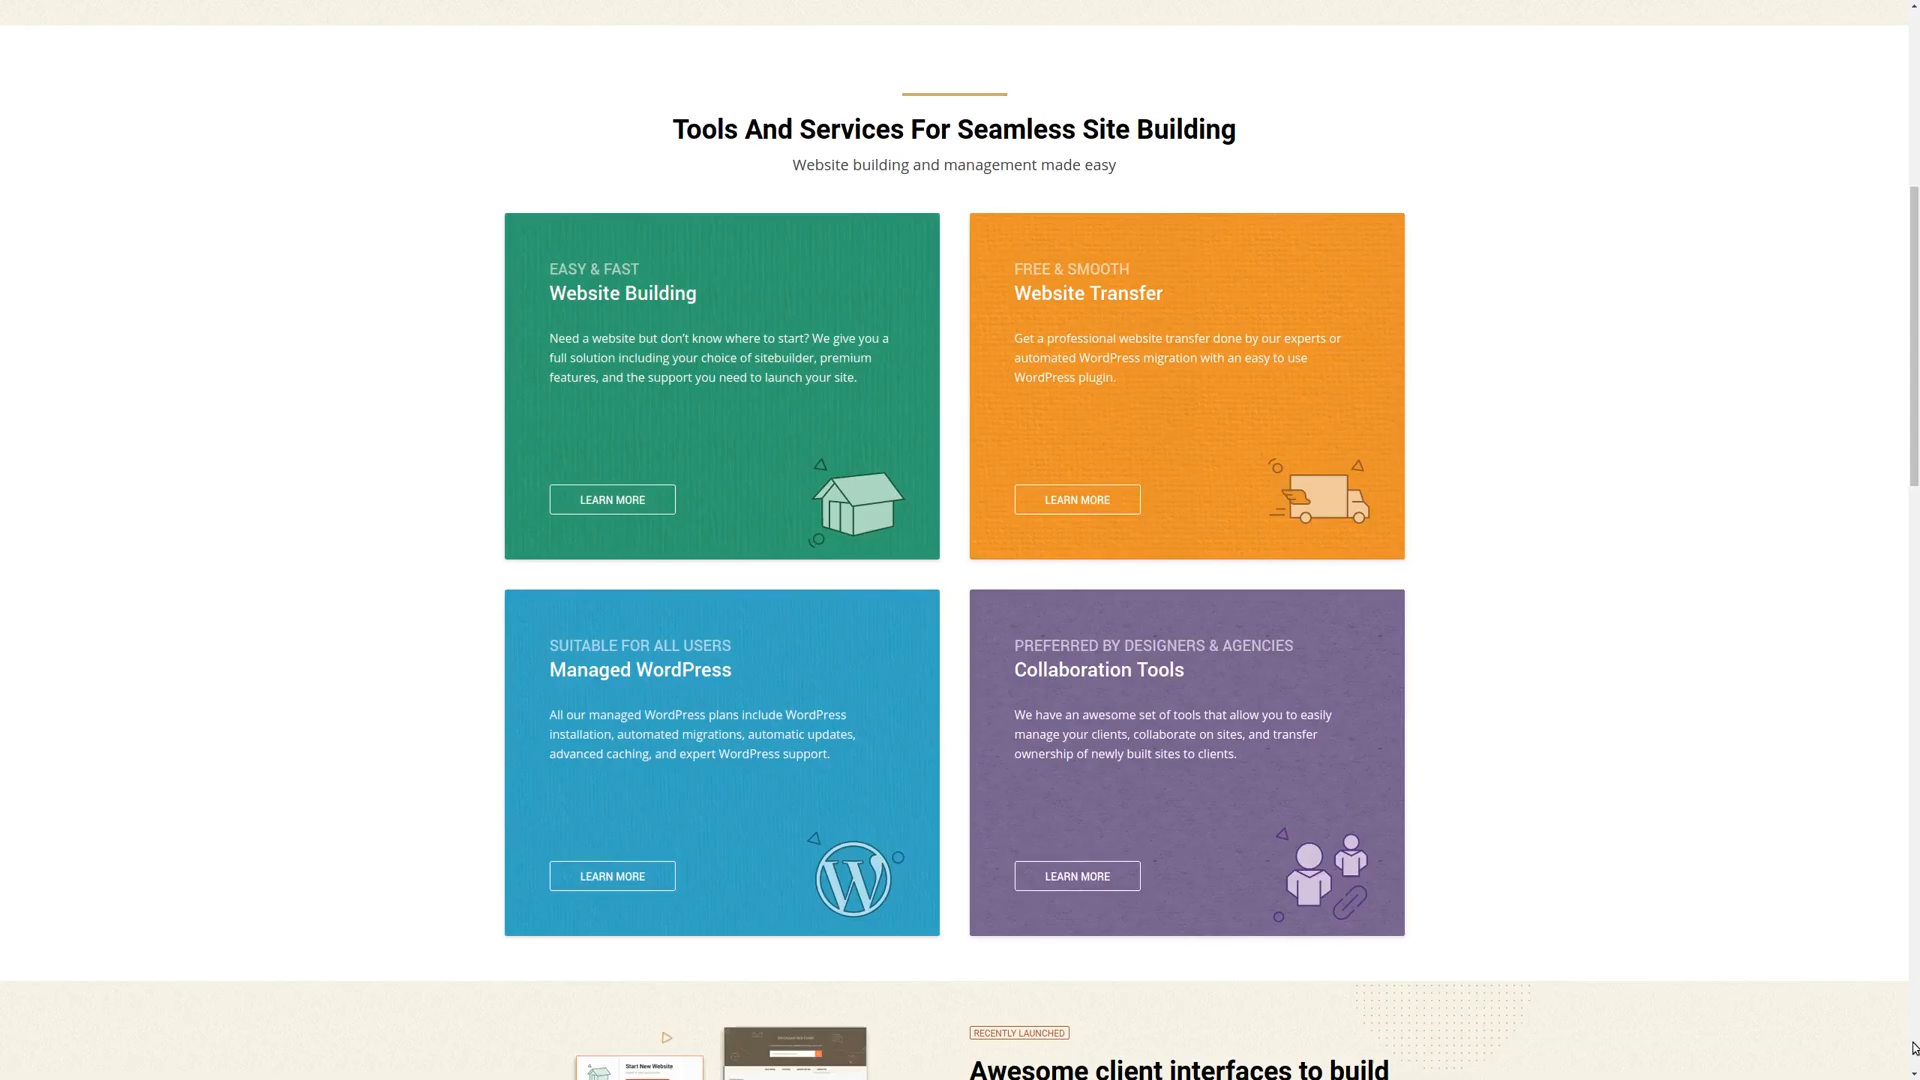 Tools And Services For Seamless Site Building
Website building and management made easy
EASY & FAST
Website Building
Need a website but don’t know where to start? We give you a
full solution including your choice of sitebuilder, premium
features, and the support you need to launch your site.
LEARN MORE
FREE & SMOOTH
Website Transfer
Get a professional website transfer done by our experts or
automated WordPress migration with an easy to use
WordPress plugin.
LEARN MORE
SUITABLE FOR ALL USERS
Managed WordPress
All our managed WordPress plans include WordPress
installation, automated migrations, automatic updates,
advanced caching, and expert WordPress support.
LEARN MORE
PREFERRED BY DESIGNERS & AGENCIES
Collaboration Tools
We have an awesome set of tools that allow you to easily
manage your clients, collaborate on sites, and transfer
ownership of newly built sites to clients.
LEARN MORE
Start New Website
RECENTLY LAUNCHED
Awesome client interfaces to build